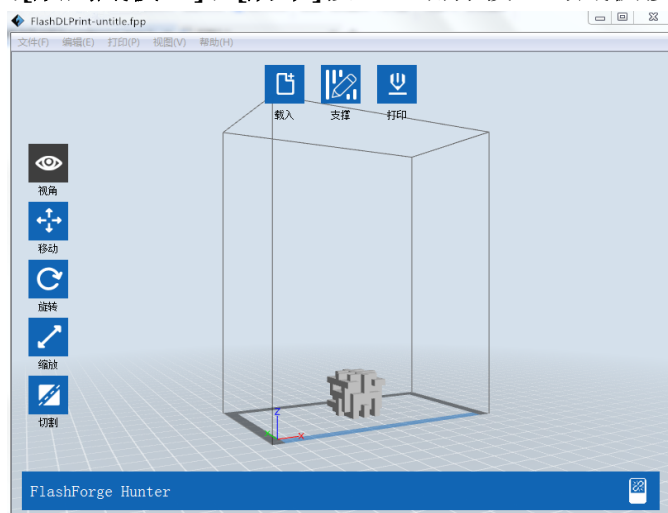 FlashDLPrint-untitle.fpp
文件(F) 编辑(E) 打印(P) 视图(V) 帮助(H)
载入 支撑 打印
视角
移动
旋转
缩放
切割
Z
X
FlashForge Hunter